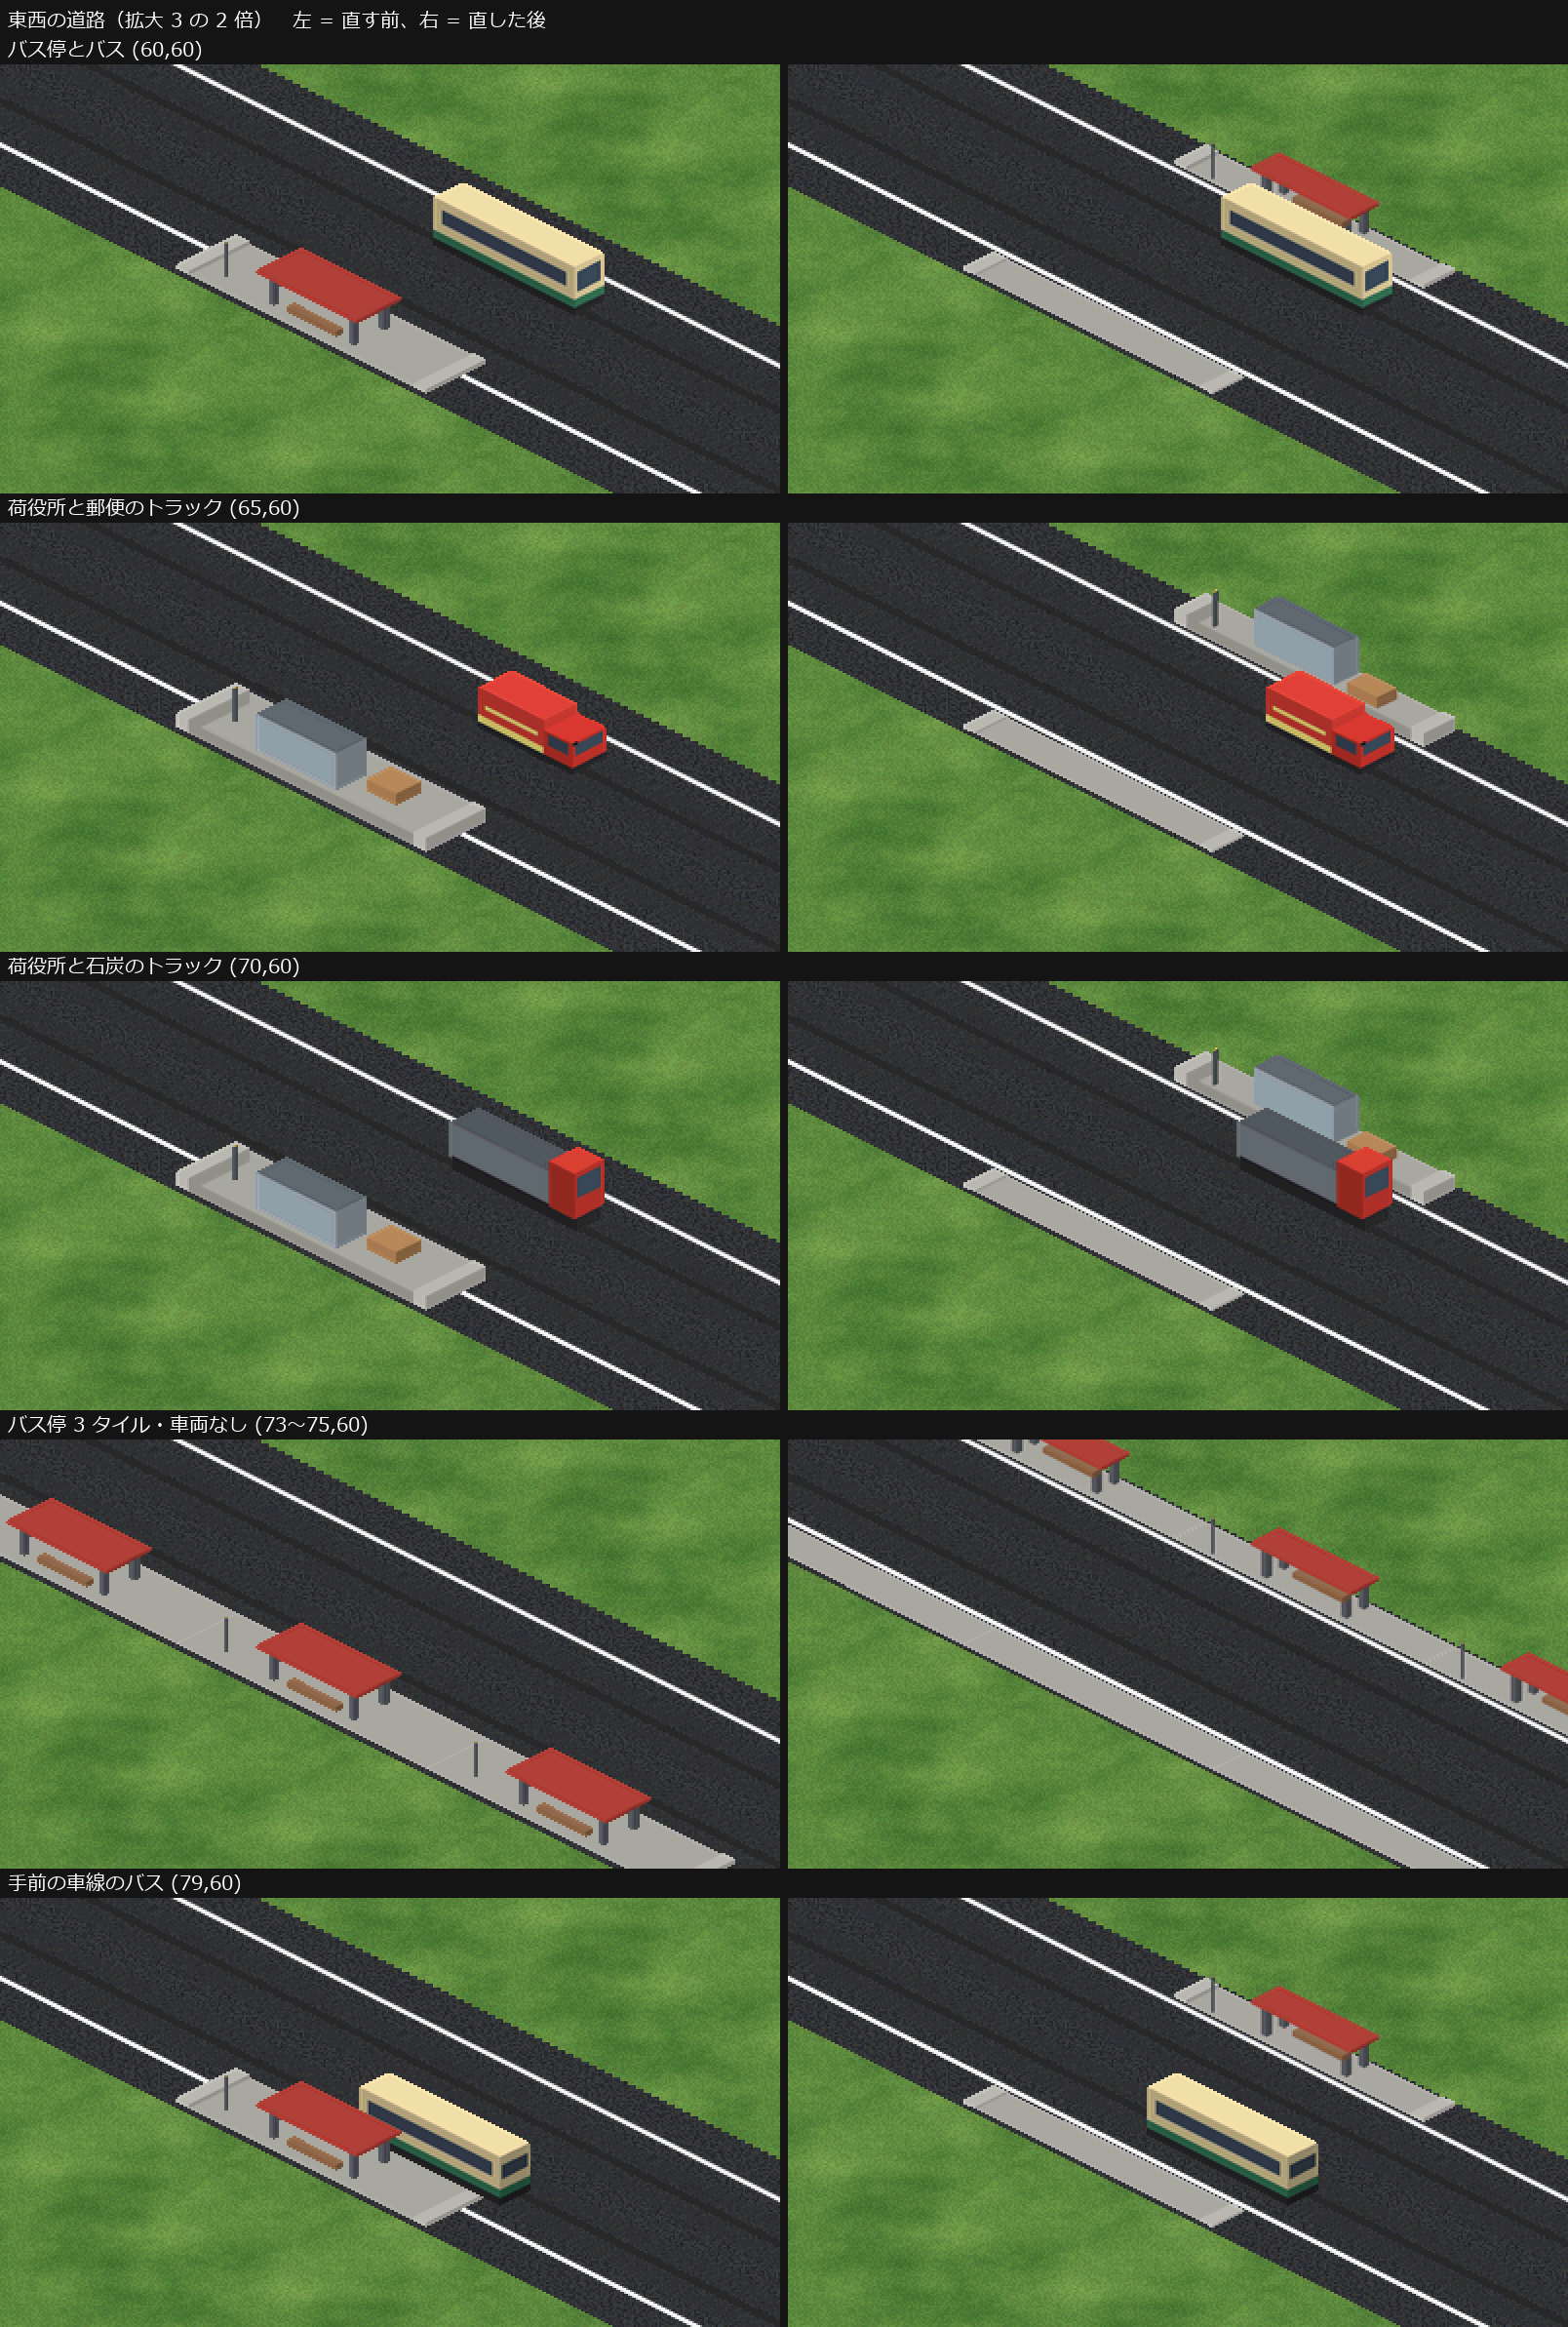 東西の道路（拡大 3 の 2 倍）　左 = 直す前、右 = 直した後
バス停とバス (60,60)
荷役所と郵便のトラック (65,60)
荷役所と石炭のトラック (70,60)
バス停 3 タイル・車両なし (73～75,60)
手前の車線のバス (79,60)